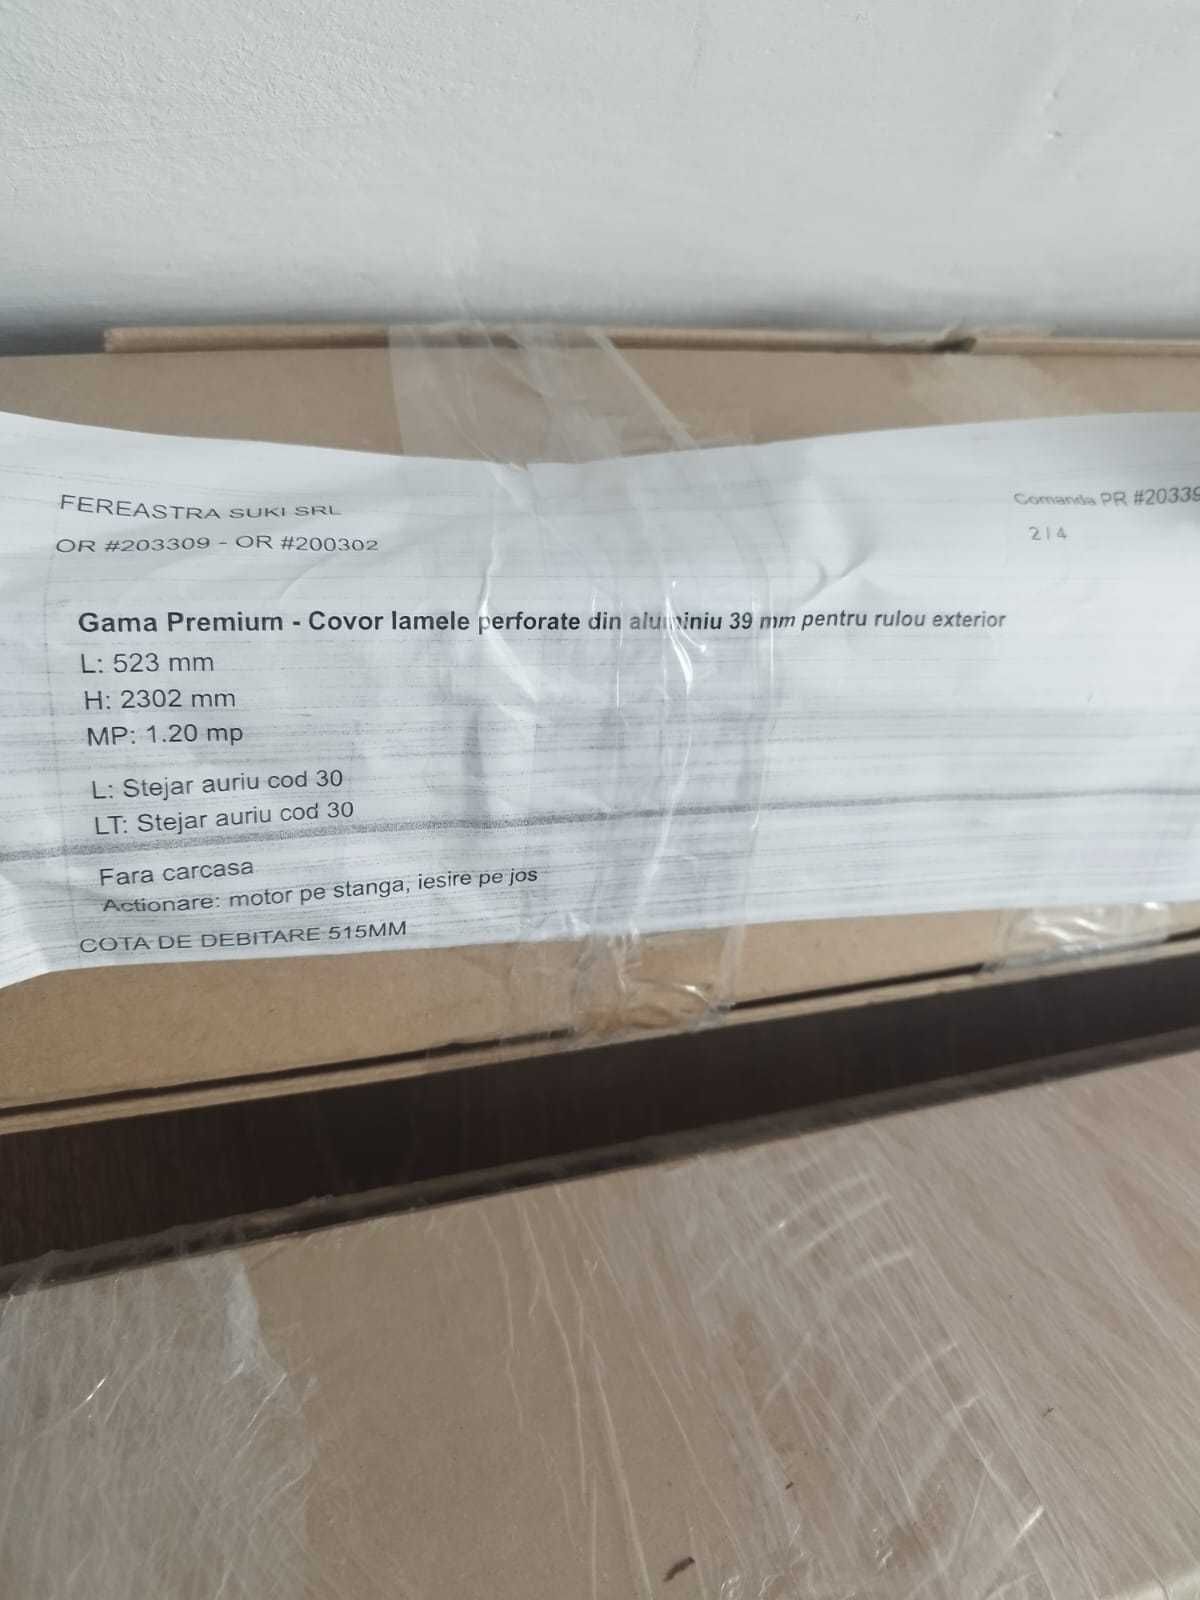 FEREASTRA SUKI SRL
OR #203309 - OR #200302
Comanda PR #20339
2 | 4
Gama Premium - Covor lamele perforate din aluminiu 39 mm pentru rulou exterior
L: 523 mm
H: 2302 mm
MP: 1.20 mp
L: Stejar auriu cod 30
LT: Stejar auriu cod 30
Fara carcasa
Actionare: motor pe stanga, iesire pe jos
COTA DE DEBITARE 515MM